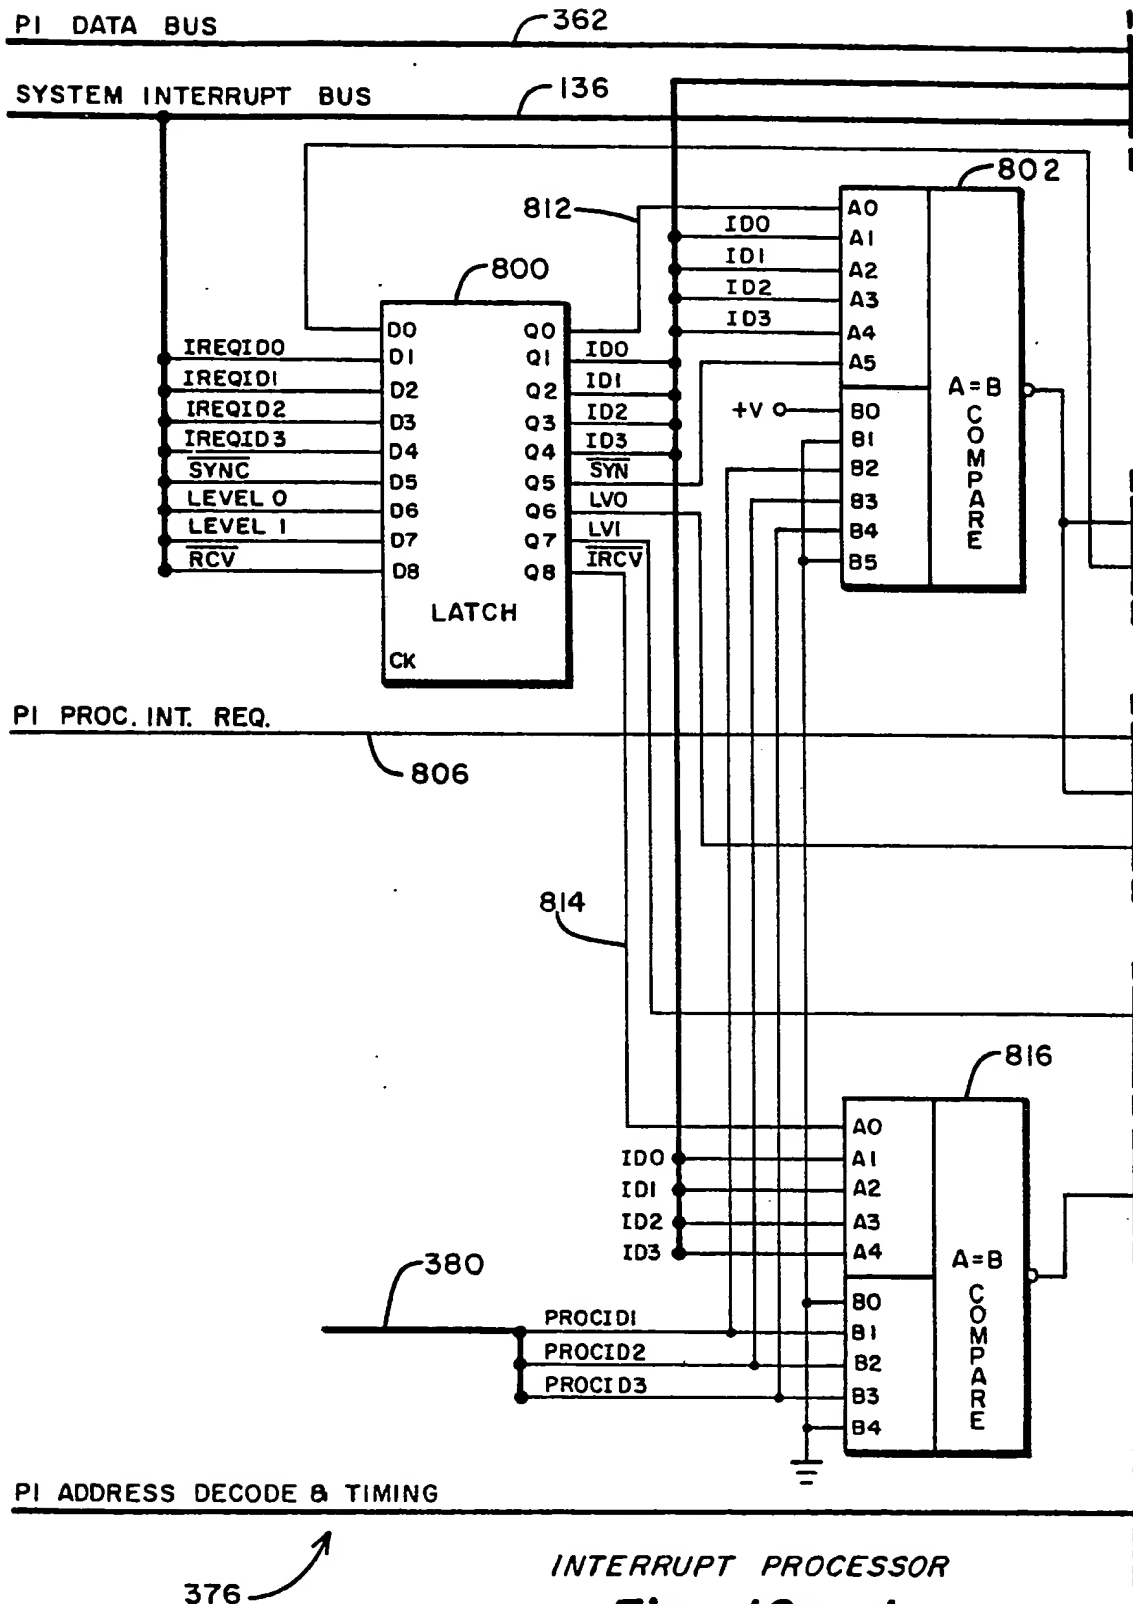 PI DATA BUS
362
SYSTEM INTERRUPT BUS
136
802
812
800
A0
ID0
A1
ID1
A2
ID2
A3
ID3
A4
A5
+V
B0
B1
B2
B3
B4
B5
A=B
COMPARE
D0
Q0
IREQID0
D1
Q1
ID0
IREQID1
D2
Q2
ID1
IREQID2
D3
Q3
ID2
IREQID3
D4
Q4
ID3
SYNC
D5
Q5
SYN
LEVEL 0
D6
Q6
LV0
LEVEL 1
D7
Q7
LV1
RCV
D8
Q8
IRCV
LATCH
CK
PI PROC. INT. REQ.
806
814
816
A0
ID0
A1
ID1
A2
ID2
A3
ID3
A4
A=B
COMPARE
380
B0
PROCID1
B1
PROCID2
B2
PROCID3
B3
B4
PI ADDRESS DECODE & TIMING
376
INTERRUPT PROCESSOR